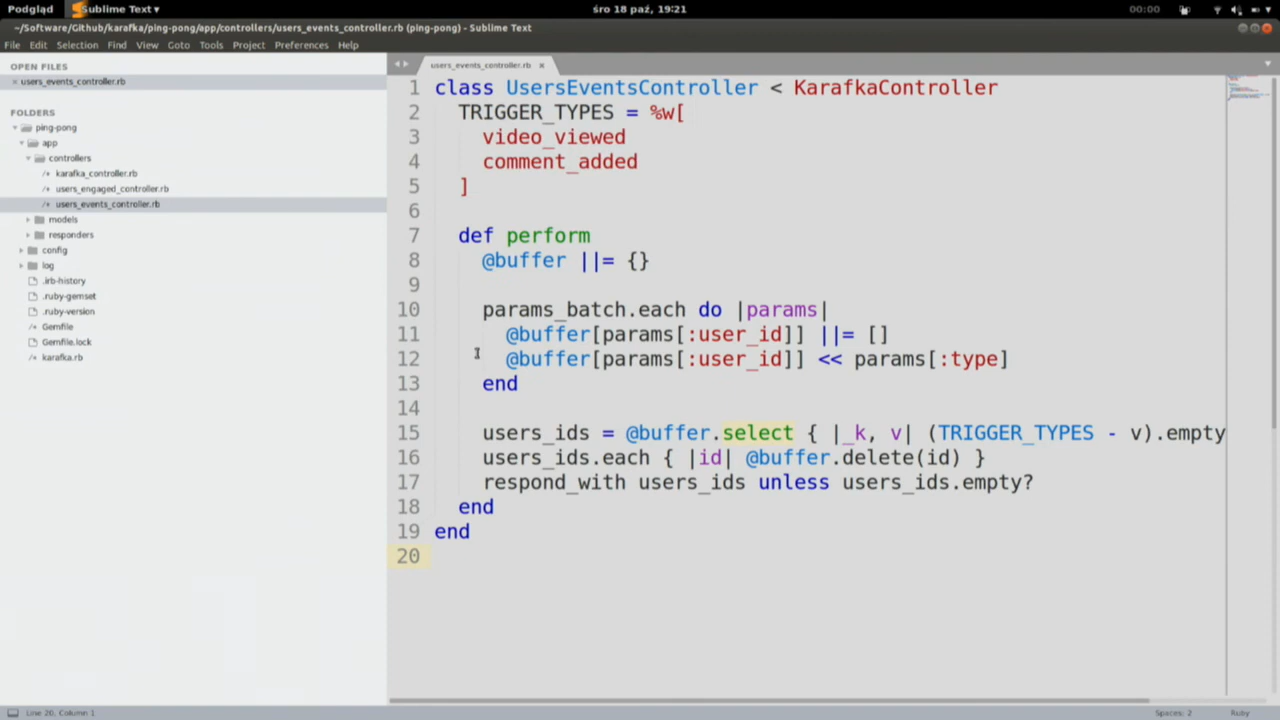 Podgląd
Sublime Text ▾
śro 18 paź, 19:21
00:00
~/Software/Github/karafka/ping-pong/app/controllers/users_events_controller.rb (ping-pong) - Sublime Text
File Edit Selection Find View Goto Tools Project Preferences Help
OPEN FILES
× users_events_controller.rb
FOLDERS
ping-pong
app
controllers
/* karafka_controller.rb
/* users_engaged_controller.rb
/* users_events_controller.rb
models
responders
config
log
.irb-history
.ruby-gemset
.ruby-version
/* Gemfile
Gemfile.lock
/* karafka.rb
users_events_controller.rb ×
1 class UsersEventsController < KarafkaController
2   TRIGGER_TYPES = %w[
3     video_viewed
4     comment_added
5   ]
6
7   def perform
8     @buffer ||= {}
9
10     params_batch.each do |params|
11       @buffer[params[:user_id]] ||= []
12       @buffer[params[:user_id]] << params[:type]
13     end
14
15     users_ids = @buffer.select { |_k, v| (TRIGGER_TYPES - v).empty
16     users_ids.each { |id| @buffer.delete(id) }
17     respond_with users_ids unless users_ids.empty?
18   end
19 end
20
Line 20, Column 1
Spaces: 2
Ruby